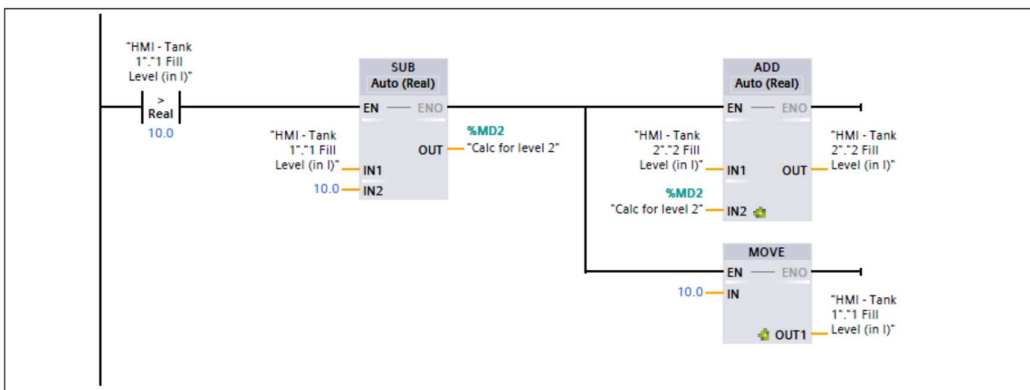 "HMI - Tank
1"."1 Fill
Level (in l)"
>
Real
10.0
SUB
Auto (Real)
EN
ENO
"HMI - Tank
1"."1 Fill
Level (in l)"
IN1
10.0
IN2
OUT
%MD2
"Calc for level 2"
ADD
Auto (Real)
EN
ENO
"HMI - Tank
2"."2 Fill
Level (in l)"
IN1
%MD2
"Calc for level 2"
IN2
OUT
"HMI - Tank
2"."2 Fill
Level (in l)"
MOVE
EN
ENO
10.0
IN
OUT1
"HMI - Tank
1"."1 Fill
Level (in l)"